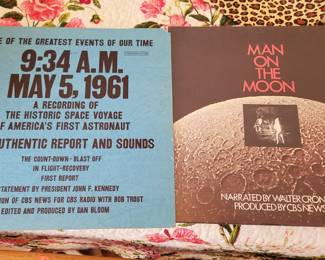 E OF THE GREATEST EVENTS OF OUR TIME
9:34 A.M.
MAY 5, 1961
A RECORDING OF
THE HISTORIC SPACE VOYAGE
OF AMERICA'S FIRST ASTRONAUT
AUTHENTIC REPORT AND SOUNDS
THE COUNT-DOWN - BLAST OFF
IN FLIGHT-RECOVERY
FIRST REPORT
STATEMENT BY PRESIDENT JOHN F. KENNEDY
ION OF CBS NEWS FOR CBS RADIO WITH BOB TROUT
EDITED AND PRODUCED BY DAN BLOOM
MAN
ON
THE
MOON
NARRATED BY WALTER CRON
PRODUCED BY CBS NEWS